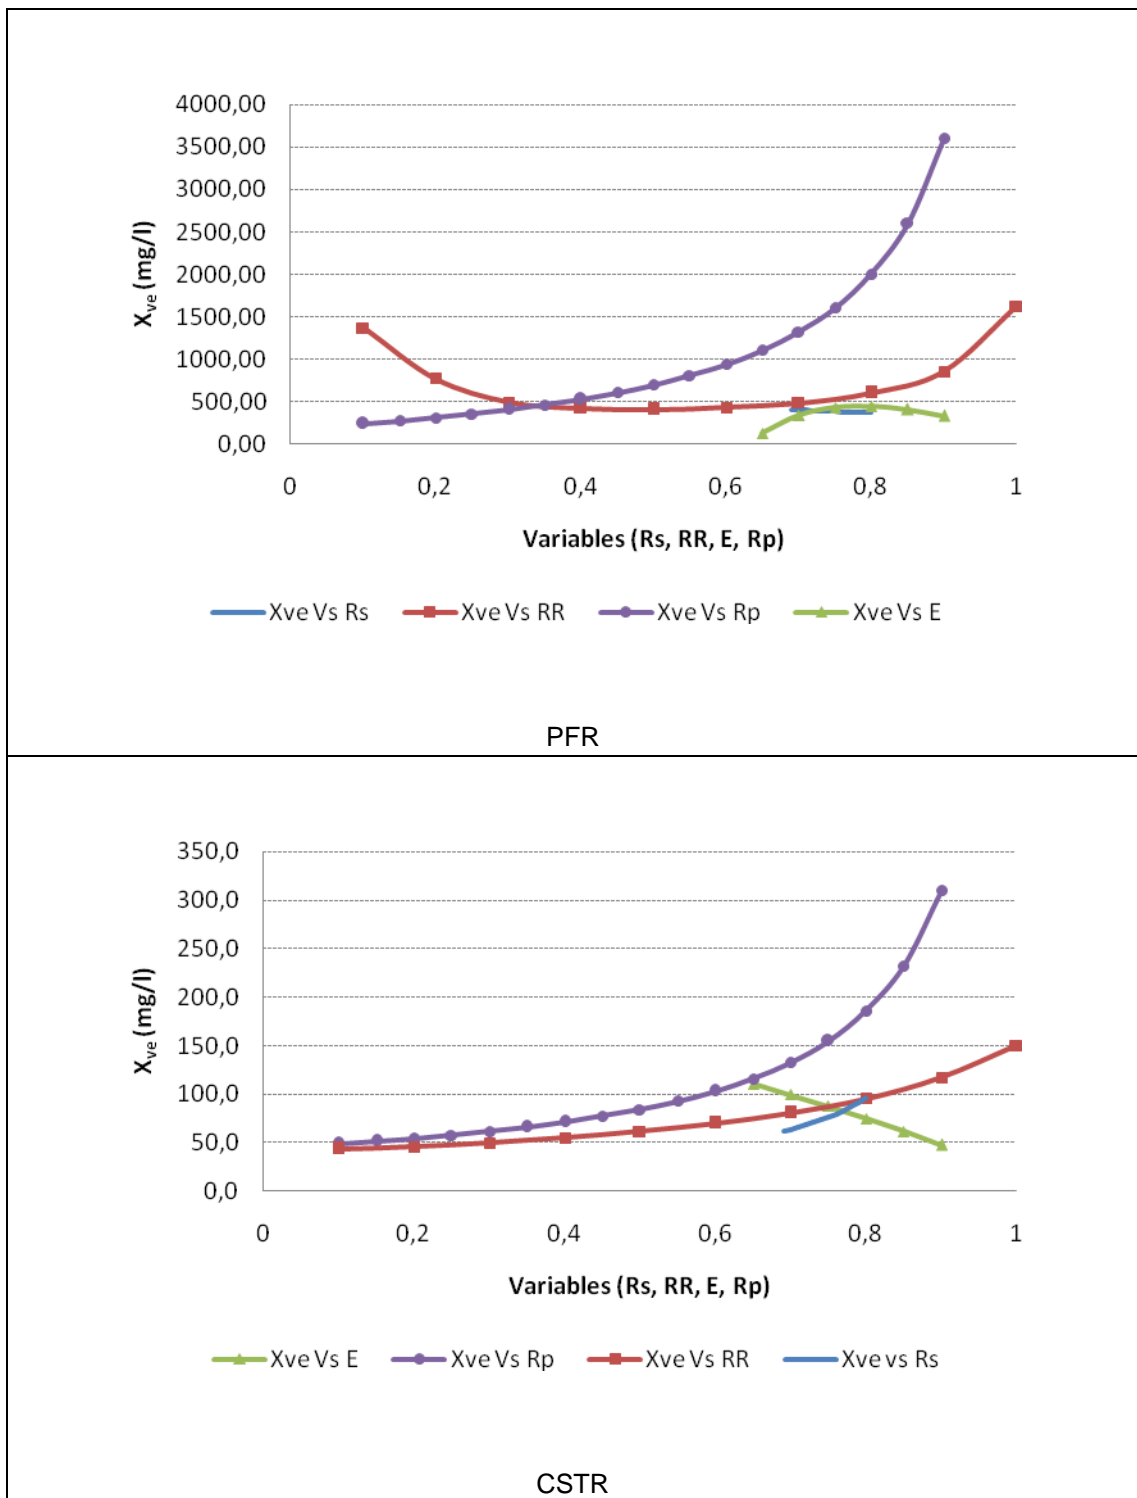 4000,00
3500,00
3000,00
2500,00
2000,00
1500,00
1000,00
500,00
0,00
X_ve (mg/l)
0 0,2 0,4 0,6 0,8 1
Variables (Rs, RR, E, Rp)
Xve Vs Rs Xve Vs RR Xve Vs Rp Xve Vs E
PFR
350,0
300,0
250,0
200,0
150,0
100,0
50,0
0,0
X_ve (mg/l)
0 0,2 0,4 0,6 0,8 1
Variables (Rs, RR, E, Rp)
Xve Vs E Xve Vs Rp Xve Vs RR Xve vs Rs
CSTR